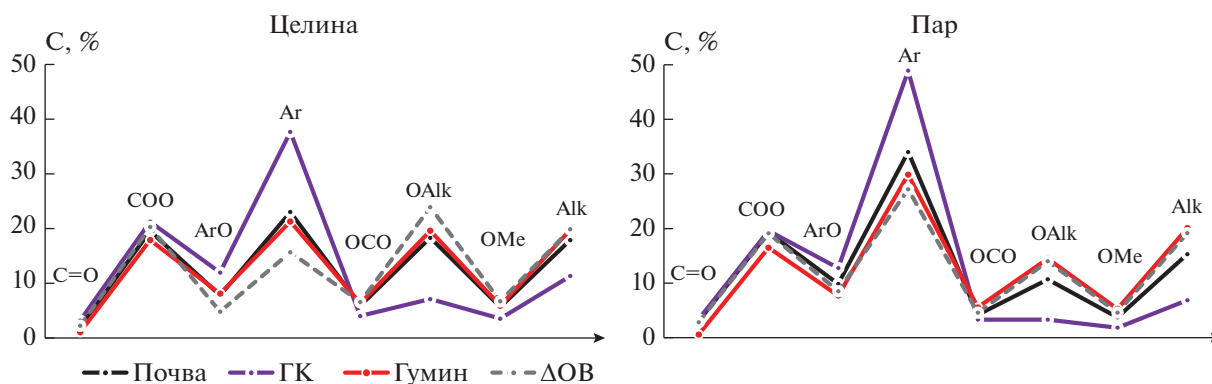 Целина
C, %
50
40
30
20
10
0
C=O
COO
ArO
Ar
OCO
OAlk
OMe
Alk
Пар
C, %
50
40
30
20
10
0
C=O
COO
ArO
Ar
OCO
OAlk
OMe
Alk
Почва ГК Гумин ΔОВ